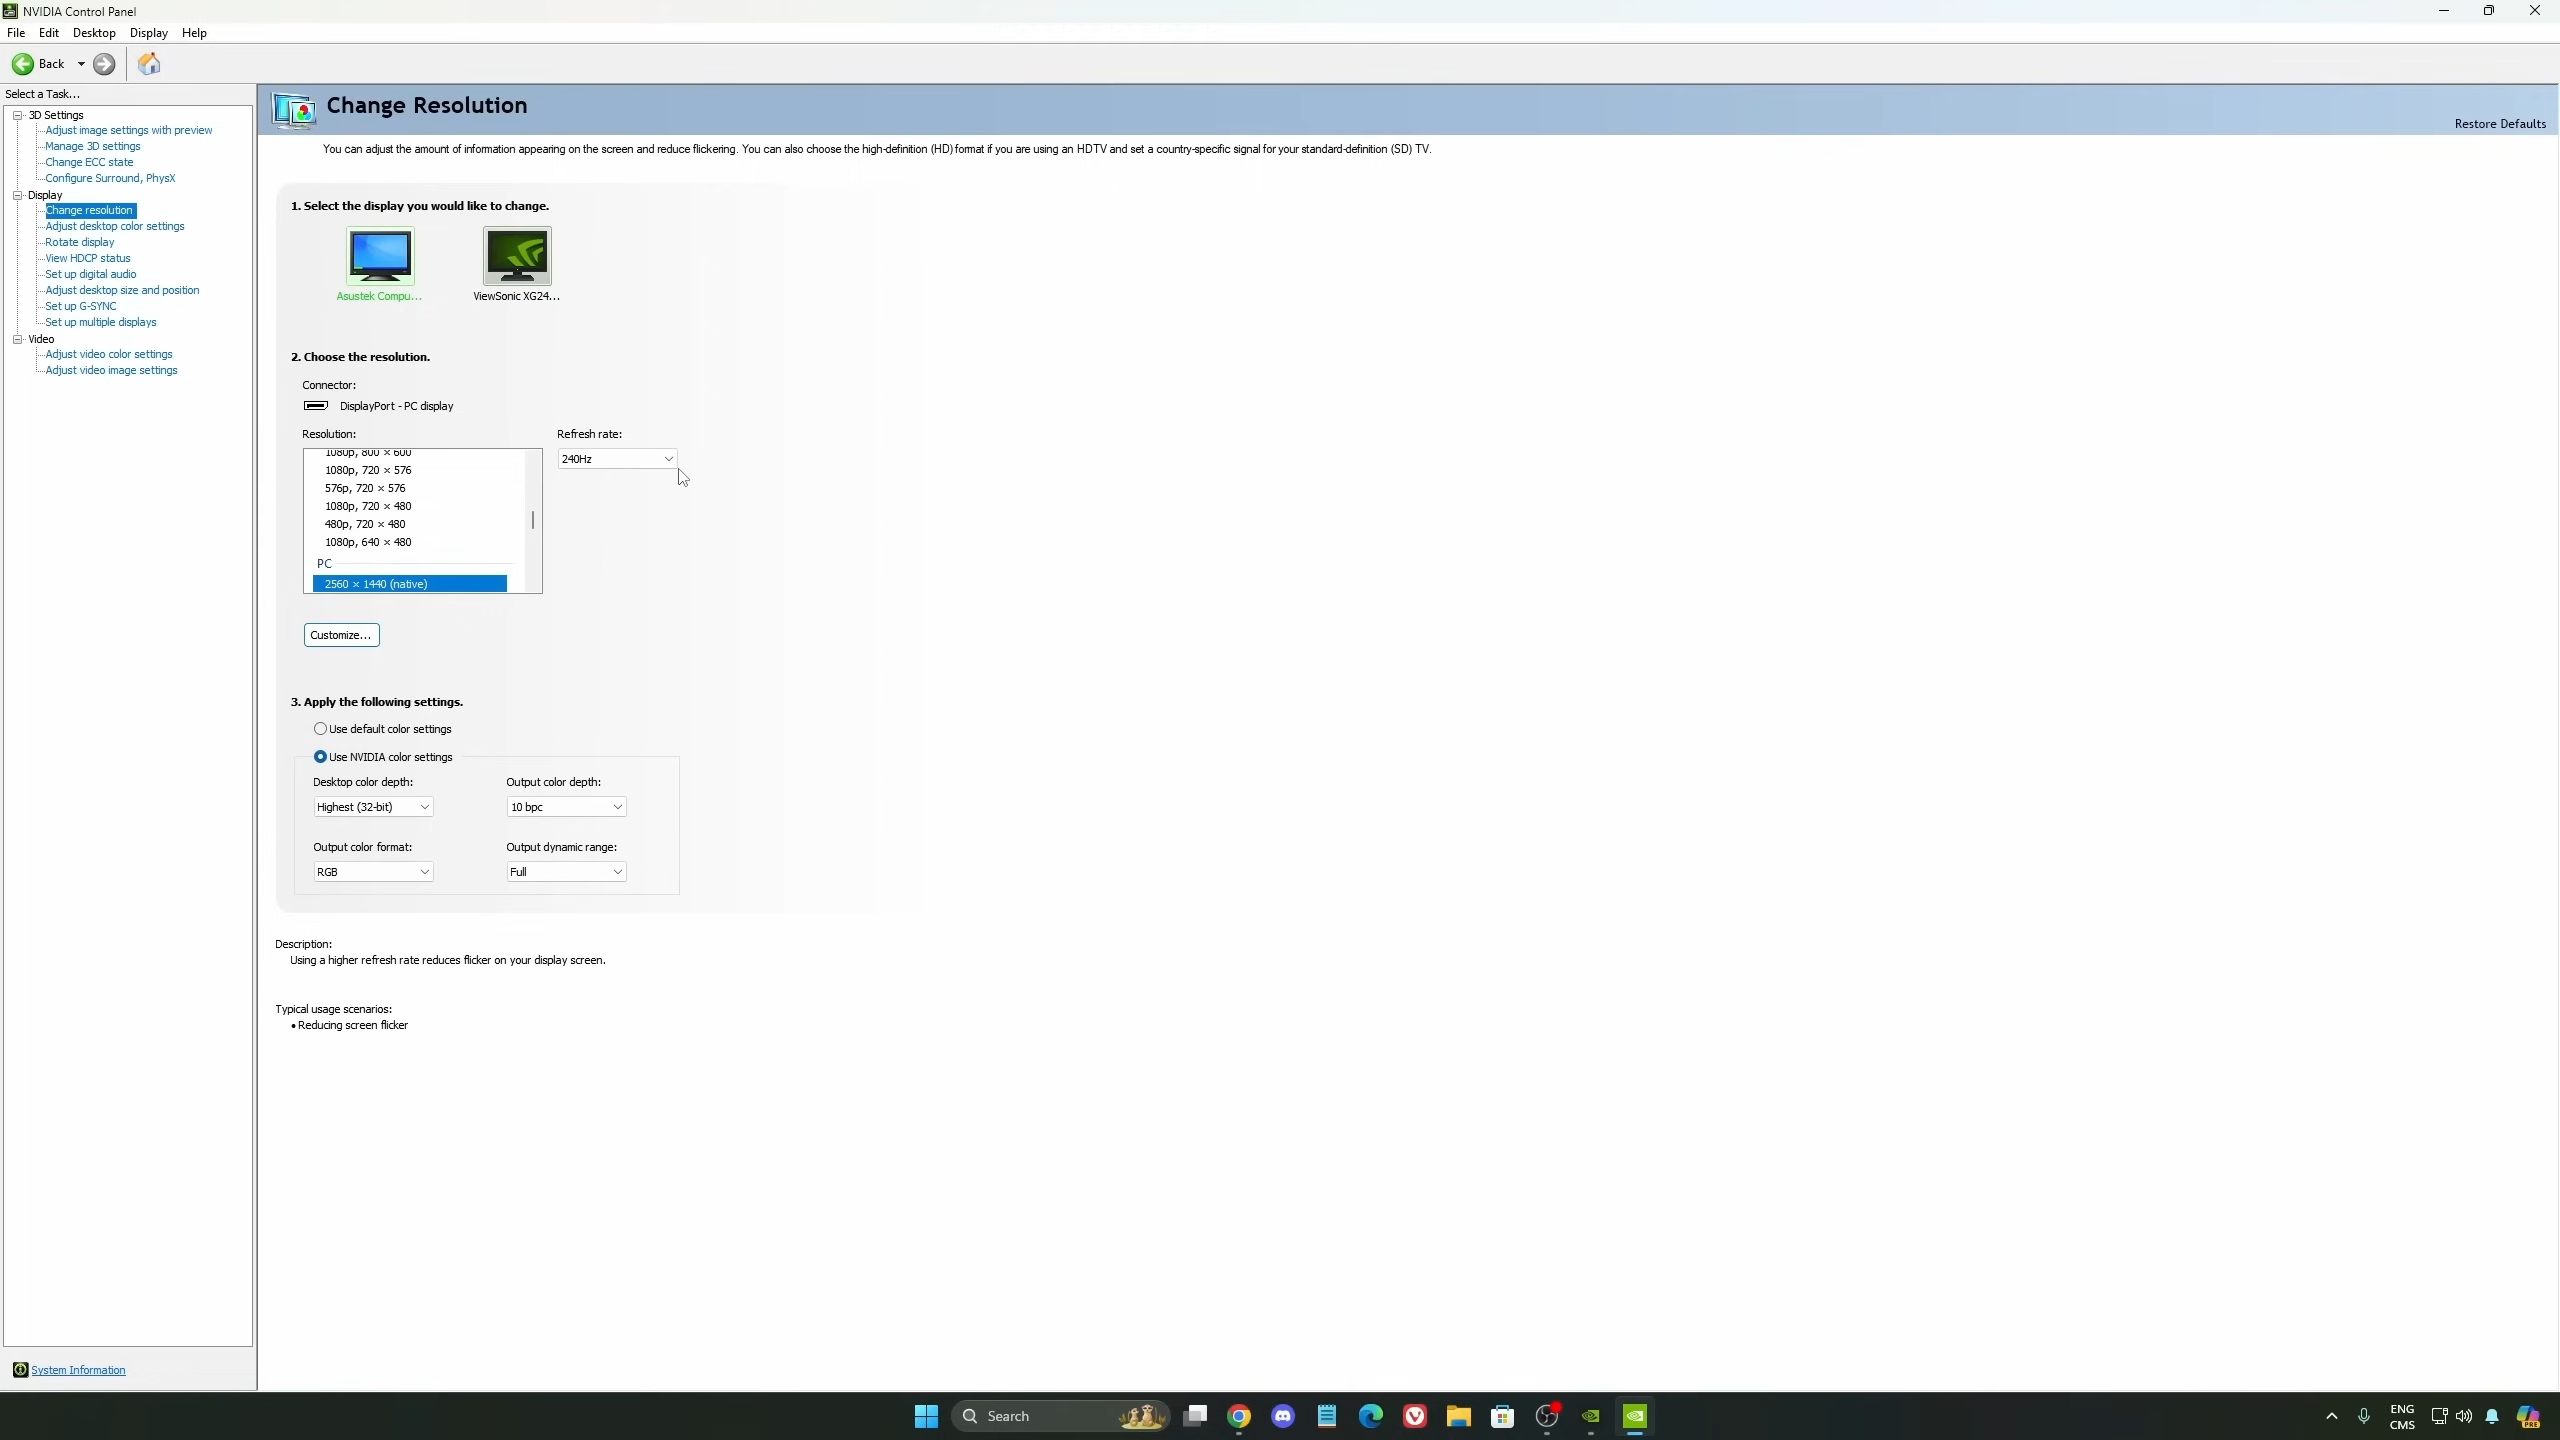 NVIDIA Control Panel
File Edit Desktop Display Help
Back
Select a Task...
3D Settings
Adjust image settings with preview
Manage 3D settings
Change ECC state
Configure Surround, PhysX
Display
Change resolution
Adjust desktop color settings
Rotate display
View HDCP status
Set up digital audio
Adjust desktop size and position
Set up G-SYNC
Set up multiple displays
Video
Adjust video color settings
Adjust video image settings
System Information
Change Resolution
Restore Defaults
You can adjust the amount of information appearing on the screen and reduce flickering. You can also choose the high-definition (HD) format if you are using an HDTV and set a country-specific signal for your standard-definition (SD) TV.
1. Select the display you would like to change.
Asustek Compu... ViewSonic XG24...
2. Choose the resolution.
Connector:
DisplayPort - PC display
Resolution: Refresh rate:
240Hz
1080p, 800 × 600
1080p, 720 × 576
576p, 720 × 576
1080p, 720 × 480
480p, 720 × 480
1080p, 640 × 480
PC
2560 × 1440 (native)
Customize...
3. Apply the following settings.
Use default color settings
Use NVIDIA color settings
Desktop color depth: Output color depth:
Highest (32-bit) 10 bpc
Output color format: Output dynamic range:
RGB Full
Description:
Using a higher refresh rate reduces flicker on your display screen.
Typical usage scenarios:
• Reducing screen flicker
Search
ENG
CMS
PRE